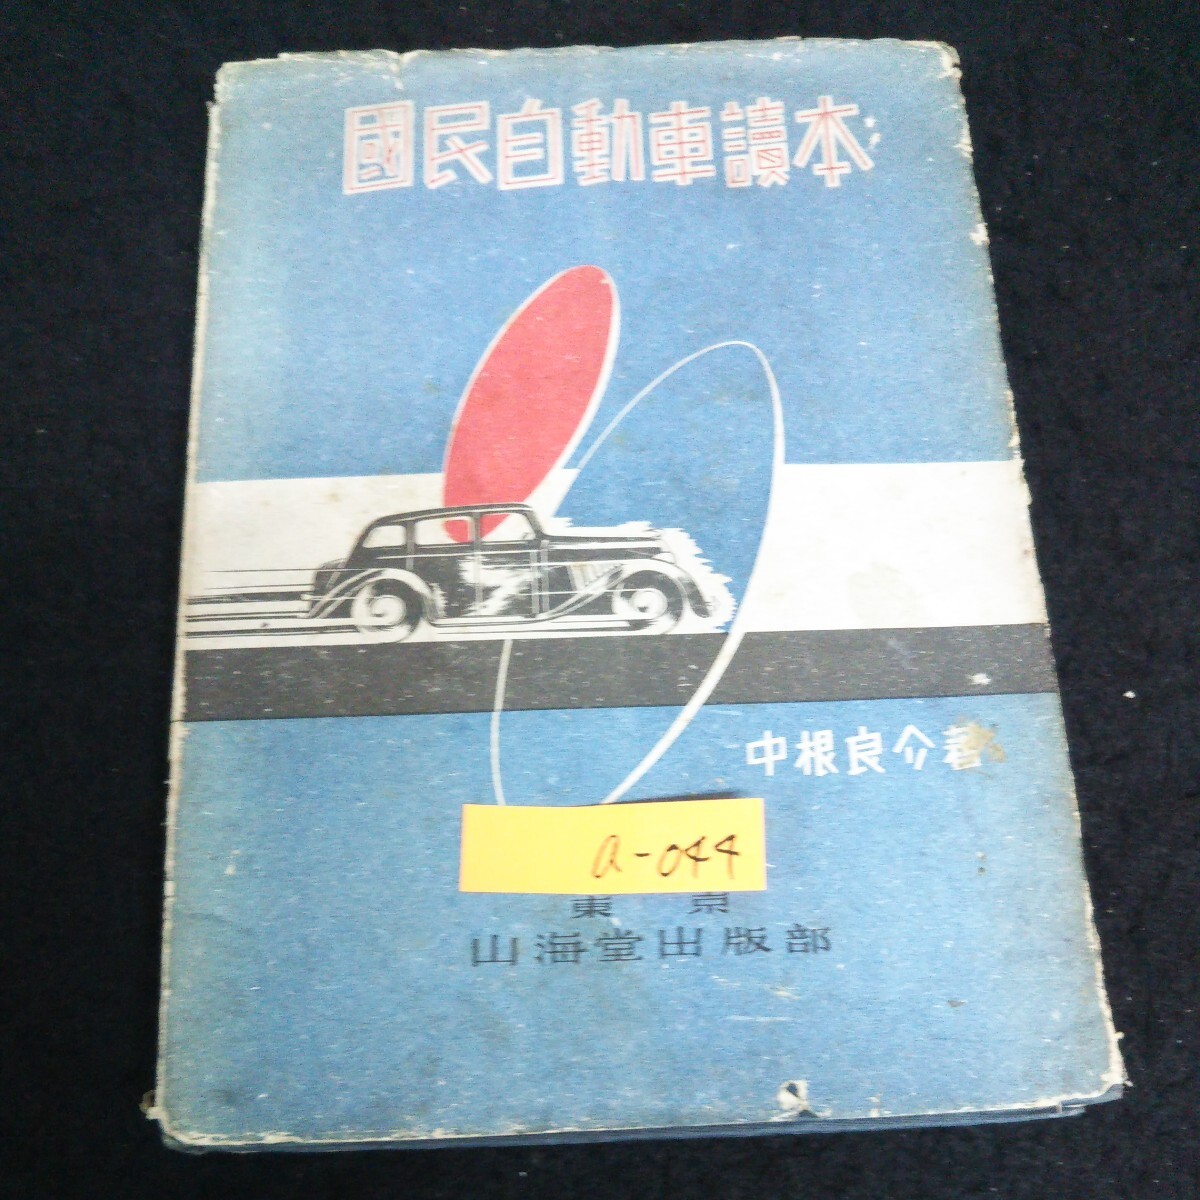 國民自動車讀本
中根良介著
a-044
東京
山海堂出版部